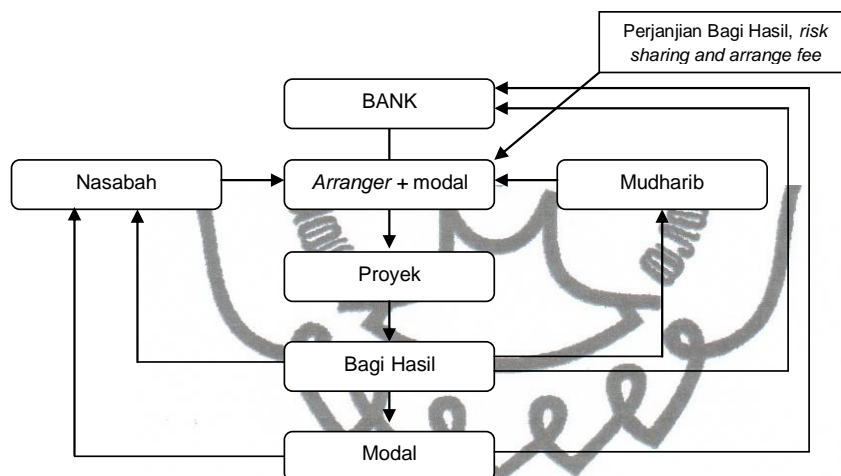 Perjanjian Bagi Hasil, risk
sharing and arrange fee
BANK
Nasabah
Arranger + modal
Mudharib
Proyek
Bagi Hasil
Modal